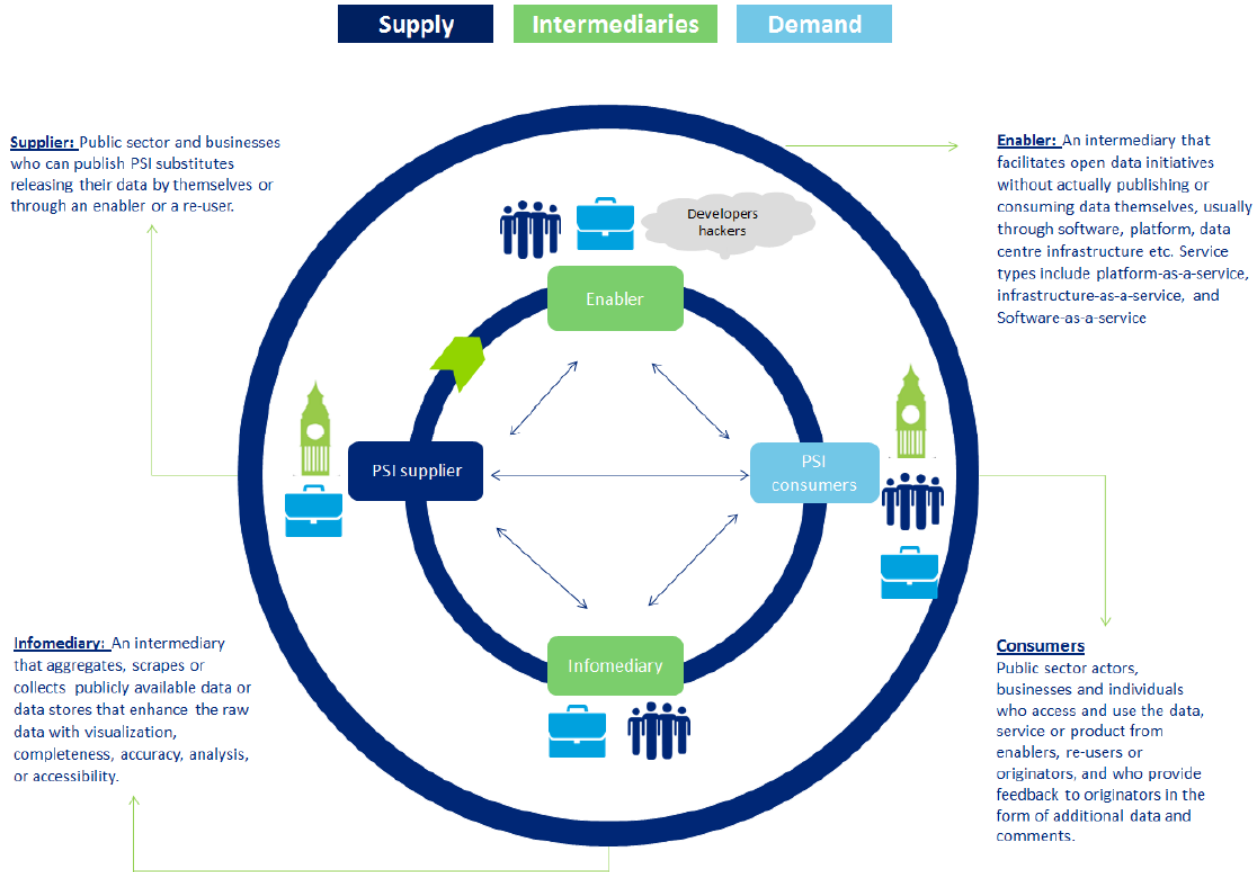 Supply
Intermediaries
Demand
Supplier: Public sector and businesses
who can publish PSI substitutes
releasing their data by themselves or
through an enabler or a re-user.
Enabler: An intermediary that
facilitates open data initiatives
without actually publishing or
consuming data themselves, usually
through software, platform, data
centre infrastructure etc. Service
types include platform-as-a-service,
infrastructure-as-a-service, and
Software-as-a-service
Developers
hackers
Enabler
PSI supplier
PSI
consumers
Infomediary
Infomediary: An intermediary
that aggregates, scrapes or
collects publicly available data or
data stores that enhance the raw
data with visualization,
completeness, accuracy, analysis,
or accessibility.
Consumers
Public sector actors,
businesses and individuals
who access and use the data,
service or product from
enablers, re-users or
originators, and who provide
feedback to originators in the
form of additional data and
comments.